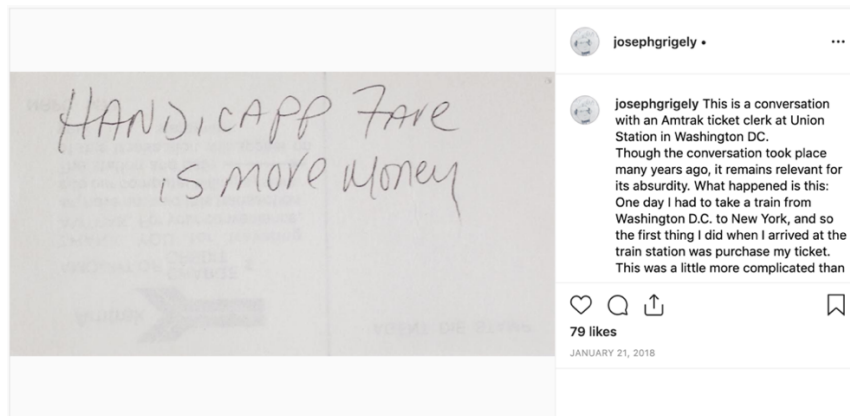 HANDICAPP FARE
is more money
josephgrigely •
josephgrigely This is a conversation
with an Amtrak ticket clerk at Union
Station in Washington DC.
Though the conversation took place
many years ago, it remains relevant for
its absurdity. What happened is this:
One day I had to take a train from
Washington D.C. to New York, and so
the first thing I did when I arrived at the
train station was purchase my ticket.
This was a little more complicated than
79 likes
JANUARY 21, 2018